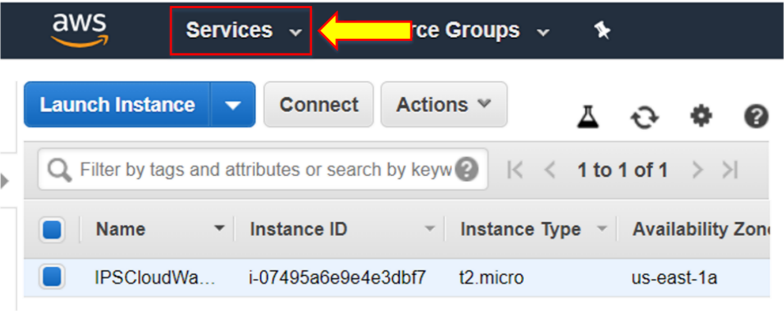 aws Services rce Groups
Launch Instance Connect Actions
Filter by tags and attributes or search by keyw 1 to 1 of 1
Name Instance ID Instance Type Availability Zon
IPSCloudWa... i-07495a6e9e4e3dbf7 t2.micro us-east-1a